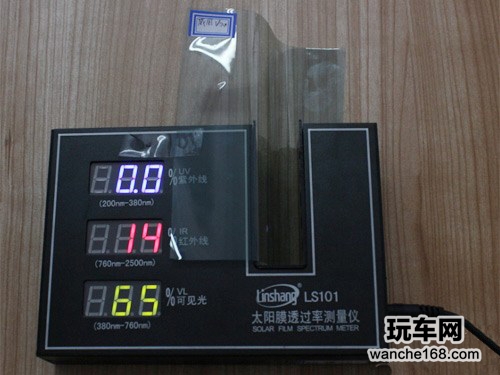 0.0
% UV
紫外线
(200nm-380nm)
14
% IR
红外线
(760nm-2500nm)
65
% VL
可见光
(380nm-760nm)
Linshang LS101
太阳膜透过率测量仪
SOLAR FILM SPECTRUM METER
玩车网
wanche168.com